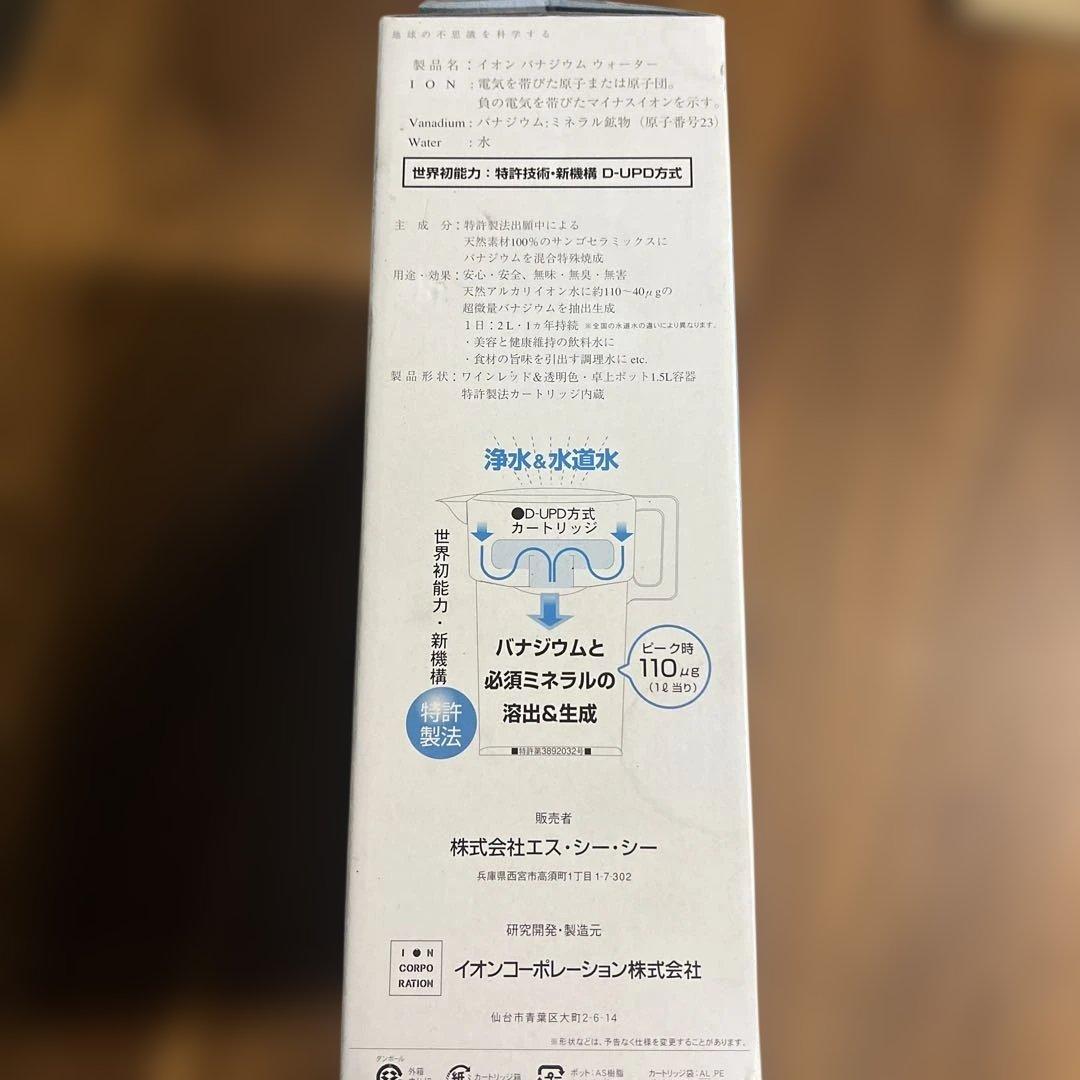 地球の不思議を科学する
製品名：イオン バナジウム ウォーター
ION：電気を帯びた原子または原子団。
負の電気を帯びたマイナスイオンを示す。
Vanadium：バナジウム；ミネラル鉱物（原子番号23）
Water：水
世界初能力：特許技術・新機構 D-UPD方式
主成分：特許製法出願中による
天然素材100%のサンゴセラミックスに
バナジウムを混合特殊焼成
用途・効果：安心・安全、無味・無臭・無害
天然アルカリイオン水に約110〜40μgの
超微量バナジウムを抽出生成
1日：2L・1ヵ年持続 ※全国の水道水の違いにより異なります。
・美容と健康維持の飲料水に
・食材の旨味を引出す調理水に etc.
製品形状：ワインレッド＆透明色・卓上ポット1.5L容器
特許製法カートリッジ内蔵
浄水&水道水
●D-UPD方式
カートリッジ
世界初能力・新機構
特許
製法
バナジウムと
必須ミネラルの
溶出&生成
ピーク時
110μg
（1ℓ当り）
■特許第3892032号■
販売者
株式会社エス・シー・シー
兵庫県西宮市高須町1丁目1-7-302
研究開発・製造元
ION
CORPO
RATION
イオンコーポレーション株式会社
仙台市青葉区大町2-6-14
※形状などは、予告なく仕様を変更することがあります。
ダンボール
外箱
紙
カートリッジ箱
ポット：AS樹脂
カートリッジ袋：AL PE